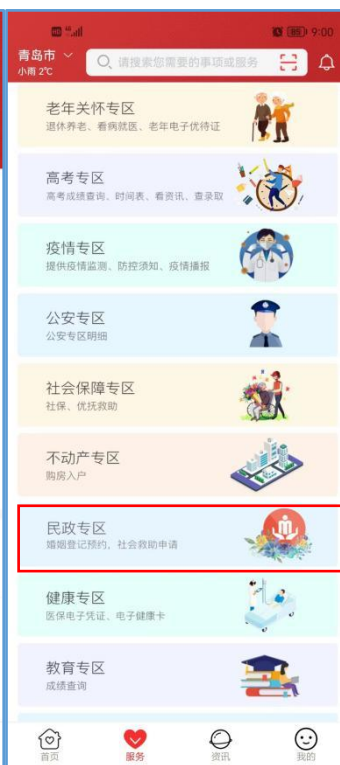 9:00
青岛市
小雨 2℃
请搜索您需要的事项或服务
老年关怀专区
退休养老、看病就医、老年电子优待证
高考专区
高考成绩查询、时间表、看资讯、查录取
疫情专区
提供疫情监测、防控须知、疫情播报
公安专区
公安专区明细
社会保障专区
社保、优抚救助
不动产专区
购房入户
民政专区
婚姻登记预约，社会救助申请
健康专区
医保电子凭证、电子健康卡
教育专区
成绩查询
首页
服务
资讯
我的